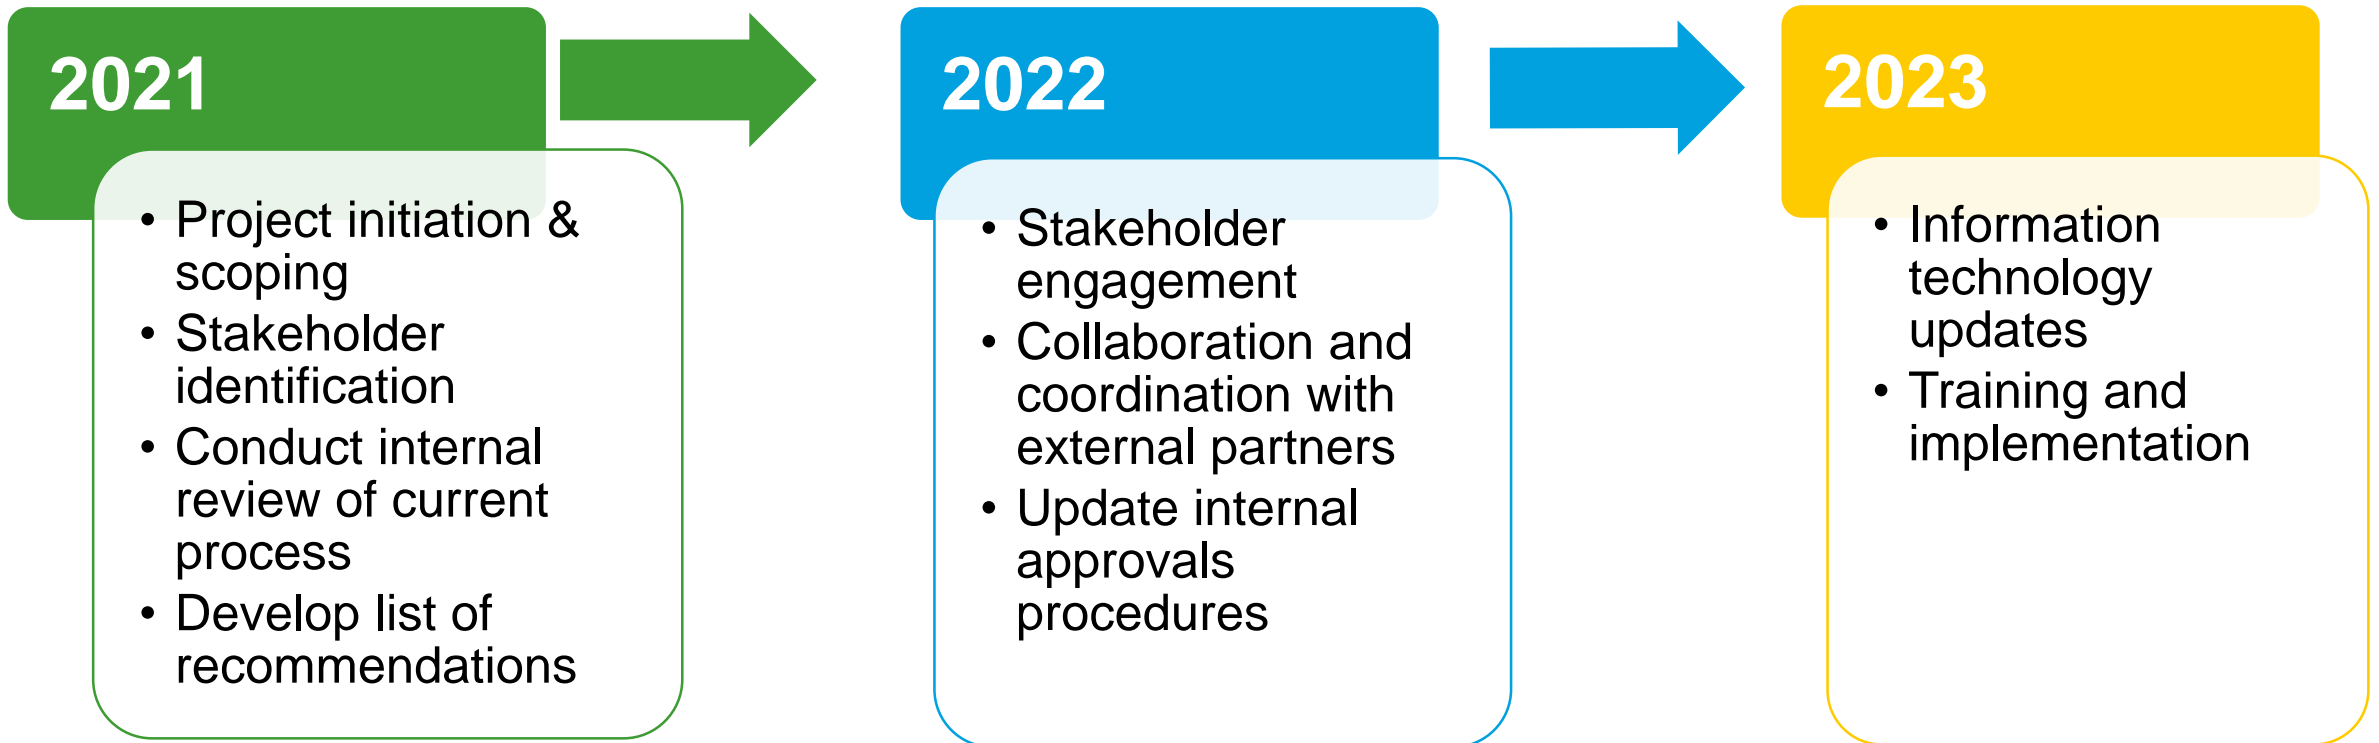 2021
• Project initiation &
scoping
• Stakeholder
identification
• Conduct internal
review of current
process
• Develop list of
recommendations
2022
• Stakeholder
engagement
• Collaboration and
coordination with
external partners
• Update internal
approvals
procedures
2023
• Information
technology
updates
• Training and
implementation